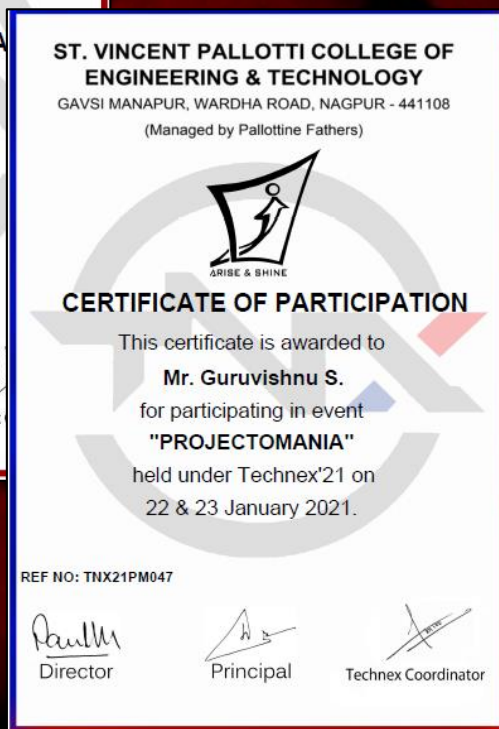 ST. VINCENT PALLOTTI COLLEGE OF
ENGINEERING & TECHNOLOGY
GAVSI MANAPUR, WARDHA ROAD, NAGPUR - 441108
(Managed by Pallottine Fathers)
ARISE & SHINE
CERTIFICATE OF PARTICIPATION
This certificate is awarded to
Mr. Guruvishnu S.
for participating in event
"PROJECTOMANIA"
held under Technex'21 on
22 & 23 January 2021.
REF NO: TNX21PM047
Director
Principal
Technex Coordinator